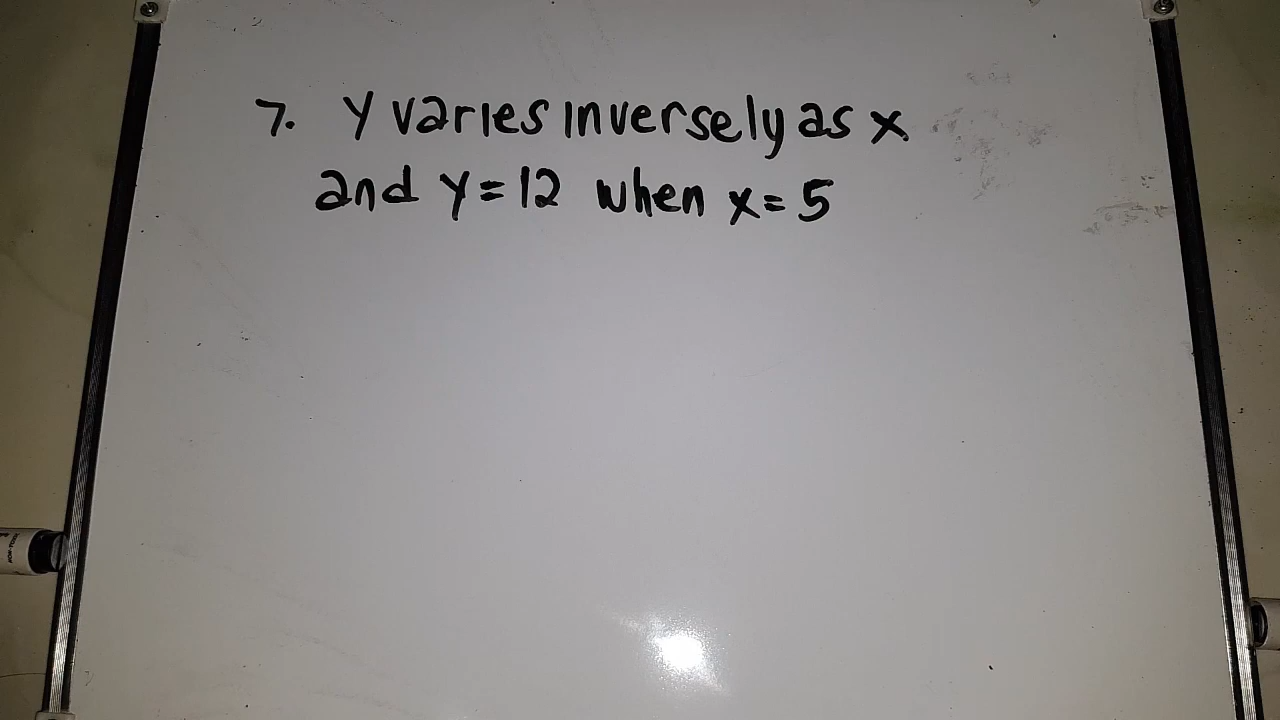 7. y varies inversely as x
and y = 12 when x = 5